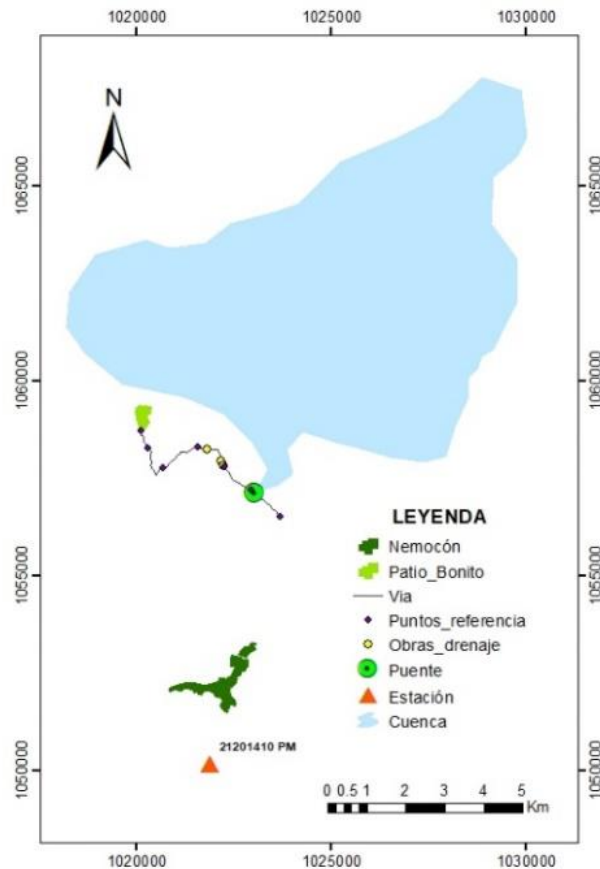 1020000 1025000 1030000
N
1065000 1065000
1060000 1060000
1055000 1055000
1050000 1050000
LEYENDA
Nemocón
Patio_Bonito
Via
Puntos_referencia
Obras_drenaje
Puente
Estación
Cuenca
21201410 PM
0 0.5 1 2 3 4 5
Km
1020000 1025000 1030000